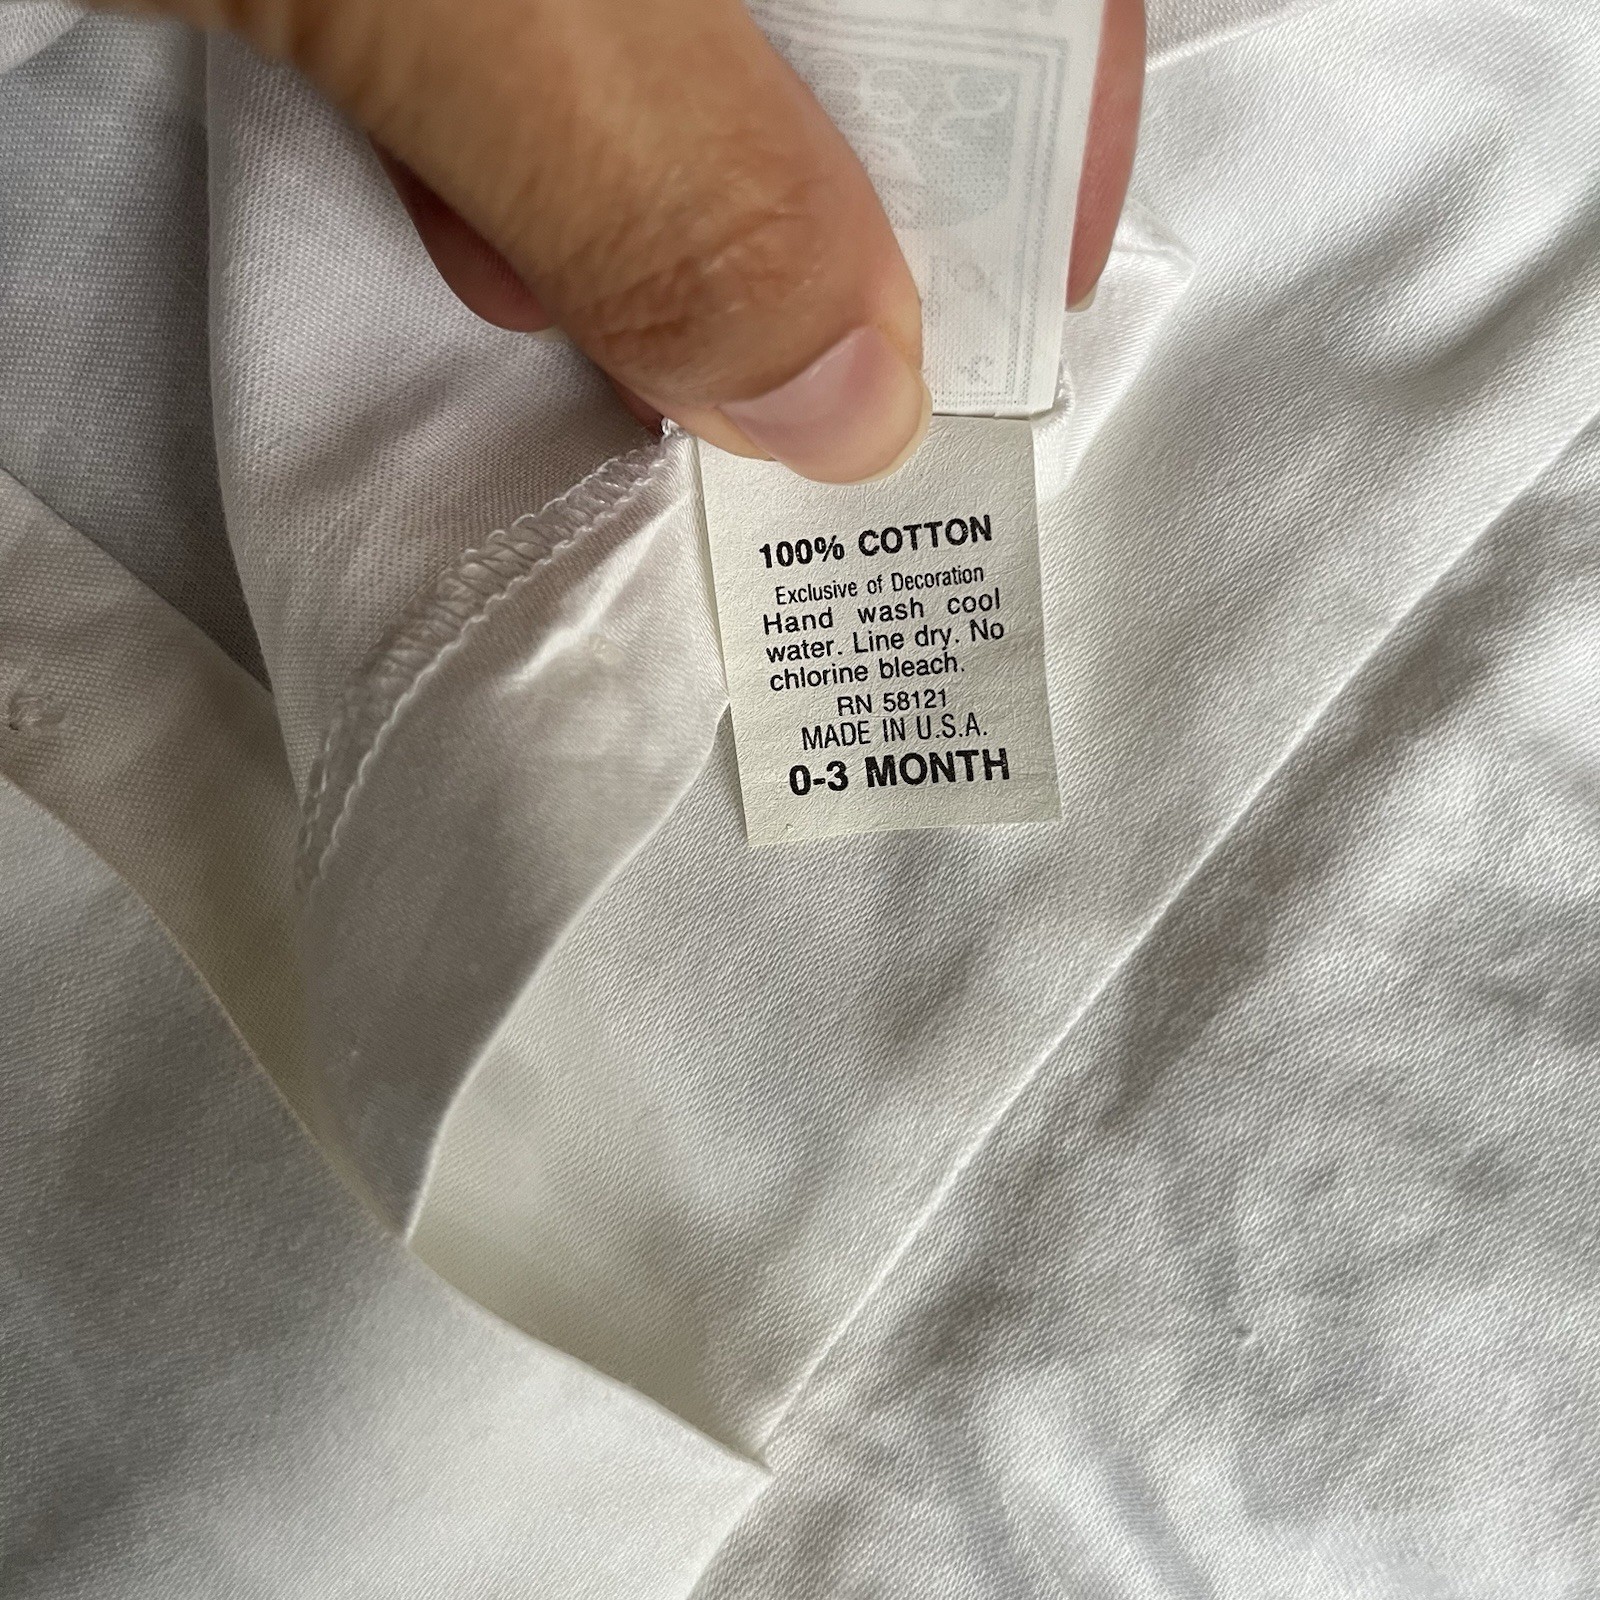 100% COTTON
Exclusive of Decoration
Hand wash cool
water. Line dry. No
chlorine bleach.
RN 58121
MADE IN U.S.A.
0-3 MONTH